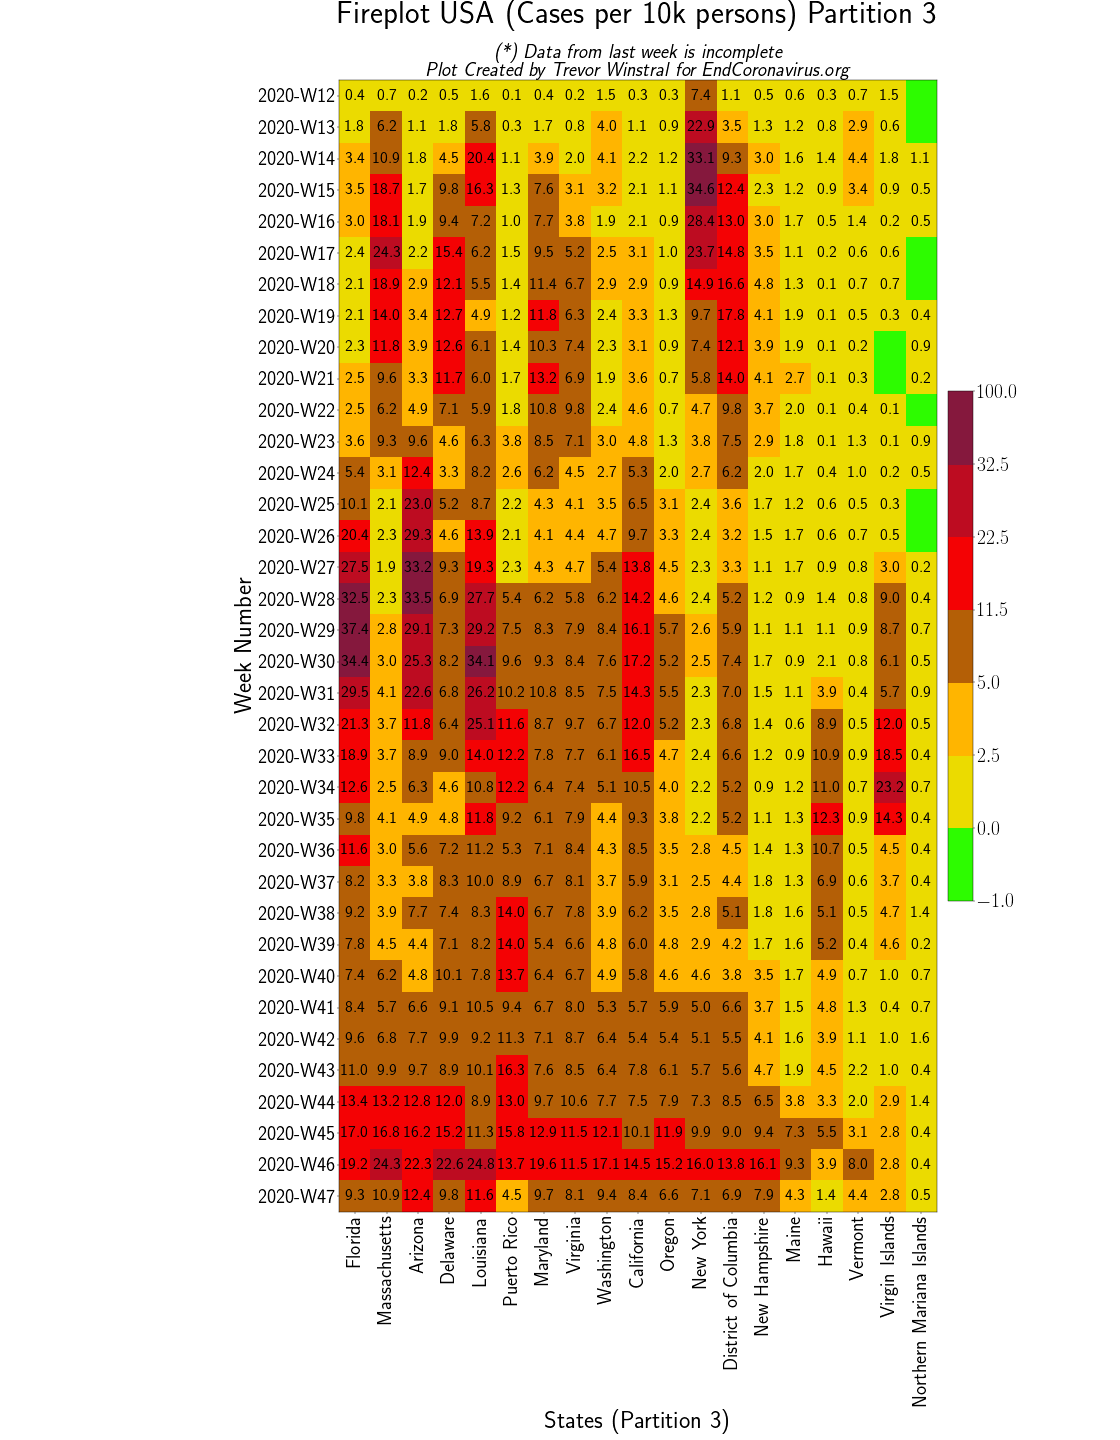 Fireplot USA (Cases per 10k persons) Partition 3
(*) Data from last week is incomplete
Plot Created by Trevor Winstral for EndCoronavirus.org
2020-W12 0.4 0.7 0.2 0.5 1.6 0.1 0.4 0.2 1.5 0.3 0.3 7.4 1.1 0.5 0.6 0.3 0.7 1.5
2020-W13 1.8 6.2 1.1 1.8 5.8 0.3 1.7 0.8 4.0 1.1 0.9 22.9 3.5 1.3 1.2 0.8 2.9 0.6
2020-W14 3.4 10.9 1.8 4.5 20.4 1.1 3.9 2.0 4.1 2.2 1.2 33.1 9.3 3.0 1.6 1.4 4.4 1.8 1.1
2020-W15 3.5 18.7 1.7 9.8 16.3 1.3 7.6 3.1 3.2 2.1 1.1 34.6 12.4 2.3 1.2 0.9 3.4 0.9 0.5
2020-W16 3.0 18.1 1.9 9.4 7.2 1.0 7.7 3.8 1.9 2.1 0.9 28.4 13.0 3.0 1.7 0.5 1.4 0.2 0.5
2020-W17 2.4 24.3 2.2 15.4 6.2 1.5 9.5 5.2 2.5 3.1 1.0 23.7 14.8 3.5 1.1 0.2 0.6 0.6
2020-W18 2.1 18.9 2.9 12.1 5.5 1.4 11.4 6.7 2.9 2.9 0.9 14.9 16.6 4.8 1.3 0.1 0.7 0.7
2020-W19 2.1 14.0 3.4 12.7 4.9 1.2 11.8 6.3 2.4 3.3 1.3 9.7 17.8 4.1 1.9 0.1 0.5 0.3 0.4
2020-W20 2.3 11.8 3.9 12.6 6.1 1.4 10.3 7.4 2.3 3.1 0.9 7.4 12.1 3.9 1.9 0.1 0.2 0.9
2020-W21 2.5 9.6 3.3 11.7 6.0 1.7 13.2 6.9 1.9 3.6 0.7 5.8 14.0 4.1 2.7 0.1 0.3 0.2
2020-W22 2.5 6.2 4.9 7.1 5.9 1.8 10.8 9.8 2.4 4.6 0.7 4.7 9.8 3.7 2.0 0.1 0.4 0.1
2020-W23 3.6 9.3 9.6 4.6 6.3 3.8 8.5 7.1 3.0 4.8 1.3 3.8 7.5 2.9 1.8 0.1 1.3 0.1 0.9
2020-W24 5.4 3.1 12.4 3.3 8.2 2.6 6.2 4.5 2.7 5.3 2.0 2.7 6.2 2.0 1.7 0.4 1.0 0.2 0.5
2020-W25 10.1 2.1 23.0 5.2 8.7 2.2 4.3 4.1 3.5 6.5 3.1 2.4 3.6 1.7 1.2 0.6 0.5 0.3
2020-W26 20.4 2.3 29.3 4.6 13.9 2.1 4.1 4.4 4.7 9.7 3.3 2.4 3.2 1.5 1.7 0.6 0.7 0.5
2020-W27 27.5 1.9 33.2 9.3 19.3 2.3 4.3 4.7 5.4 13.8 4.5 2.3 3.3 1.1 1.7 0.9 0.8 3.0 0.2
2020-W28 32.5 2.3 33.5 6.9 27.7 5.4 6.2 5.8 6.2 14.2 4.6 2.4 5.2 1.2 0.9 1.4 0.8 9.0 0.4
2020-W29 37.4 2.8 29.1 7.3 29.2 7.5 8.3 7.9 8.4 16.1 5.7 2.6 5.9 1.1 1.1 1.1 0.9 8.7 0.7
2020-W30 34.4 3.0 25.3 8.2 34.1 9.6 9.3 8.4 7.6 17.2 5.2 2.5 7.4 1.7 0.9 2.1 0.8 6.1 0.5
2020-W31 29.5 4.1 22.6 6.8 26.2 10.2 10.8 8.5 7.5 14.3 5.5 2.3 7.0 1.5 1.1 3.9 0.4 5.7 0.9
2020-W32 21.3 3.7 11.8 6.4 25.1 11.6 8.7 9.7 6.7 12.0 5.2 2.3 6.8 1.4 0.6 8.9 0.5 12.0 0.5
2020-W33 18.9 3.7 8.9 9.0 14.0 12.2 7.8 7.7 6.1 16.5 4.7 2.4 6.6 1.2 0.9 10.9 0.9 18.5 0.4
2020-W34 12.6 2.5 6.3 4.6 10.8 12.2 6.4 7.4 5.1 10.5 4.0 2.2 5.2 0.9 1.2 11.0 0.7 23.2 0.7
2020-W35 9.8 4.1 4.9 4.8 11.8 9.2 6.1 7.9 4.4 9.3 3.8 2.2 5.2 1.1 1.3 12.3 0.9 14.3 0.4
2020-W36 11.6 3.0 5.6 7.2 11.2 5.3 7.1 8.4 4.3 8.5 3.5 2.8 4.5 1.4 1.3 10.7 0.5 4.5 0.4
2020-W37 8.2 3.3 3.8 8.3 10.0 8.9 6.7 8.1 3.7 5.9 3.1 2.5 4.4 1.8 1.3 6.9 0.6 3.7 0.4
2020-W38 9.2 3.9 7.7 7.4 8.3 14.0 6.7 7.8 3.9 6.2 3.5 2.8 5.1 1.8 1.6 5.1 0.5 4.7 1.4
2020-W39 7.8 4.5 4.4 7.1 8.2 14.0 5.4 6.6 4.8 6.0 4.8 2.9 4.2 1.7 1.6 5.2 0.4 4.6 0.2
2020-W40 7.4 6.2 4.8 10.1 7.8 13.7 6.4 6.7 4.9 5.8 4.6 4.6 3.8 3.5 1.7 4.9 0.7 1.0 0.7
2020-W41 8.4 5.7 6.6 9.1 10.5 9.4 6.7 8.0 5.3 5.7 5.9 5.0 6.6 3.7 1.5 4.8 1.3 0.4 0.7
2020-W42 9.6 6.8 7.7 9.9 9.2 11.3 7.1 8.7 6.4 5.4 5.4 5.1 5.5 4.1 1.6 3.9 1.1 1.0 1.6
2020-W43 11.0 9.9 9.7 8.9 10.1 16.3 7.6 8.5 6.4 7.8 6.1 5.7 5.6 4.7 1.9 4.5 2.2 1.0 0.4
2020-W44 13.4 13.2 12.8 12.0 8.9 13.0 9.7 10.6 7.7 7.5 7.9 7.3 8.5 6.5 3.8 3.3 2.0 2.9 1.4
2020-W45 17.0 16.8 16.2 15.2 11.3 15.8 12.9 11.5 12.1 10.1 11.9 9.9 9.0 9.4 7.3 5.5 3.1 2.8 0.4
2020-W46 19.2 24.3 22.3 22.6 24.8 13.7 19.6 11.5 17.1 14.5 15.2 16.0 13.8 16.1 9.3 3.9 8.0 2.8 0.4
2020-W47 9.3 10.9 12.4 9.8 11.6 4.5 9.7 8.1 9.4 8.4 6.6 7.1 6.9 7.9 4.3 1.4 4.4 2.8 0.5
Week Number
Florida
Massachusetts
Arizona
Delaware
Louisiana
Puerto Rico
Maryland
Virginia
Washington
California
Oregon
New York
District of Columbia
New Hampshire
Maine
Hawaii
Vermont
Virgin Islands
Northern Mariana Islands
States (Partition 3)
100.0
32.5
22.5
11.5
5.0
2.5
0.0
−1.0